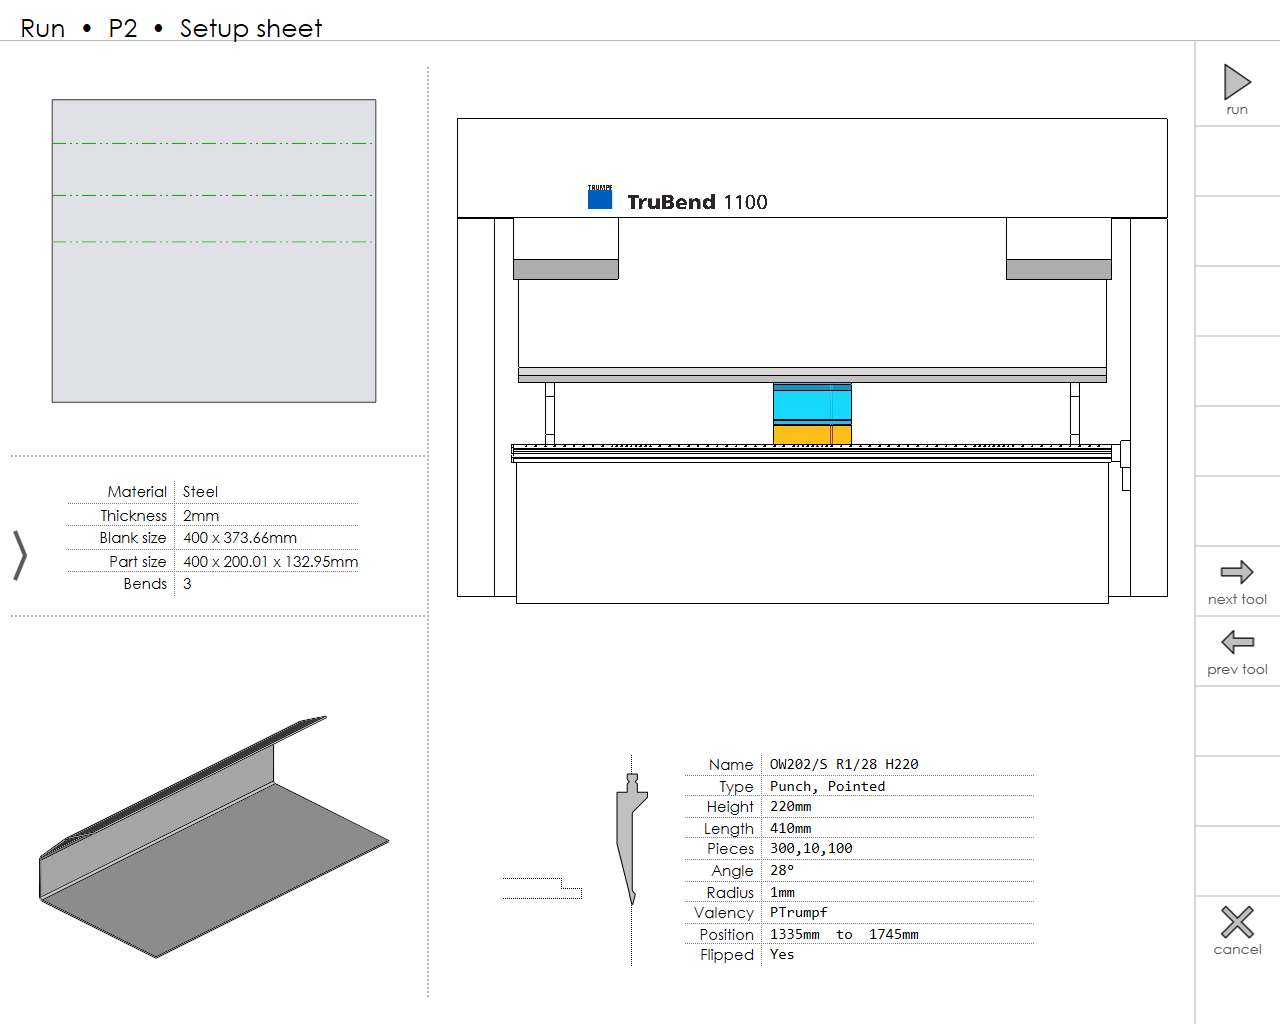 Run • P2 • Setup sheet
run
TRUMPF
TruBend 1100
Material Steel
Thickness 2mm
Blank size 400 x 373.66mm
Part size 400 x 200.01 x 132.95mm
Bends 3
next tool
prev tool
Name OW202/S R1/28 H220
Type Punch, Pointed
Height 220mm
Length 410mm
Pieces 300,10,100
Angle 28°
Radius 1mm
Valency PTrumpf
Position 1335mm to 1745mm
Flipped Yes
cancel